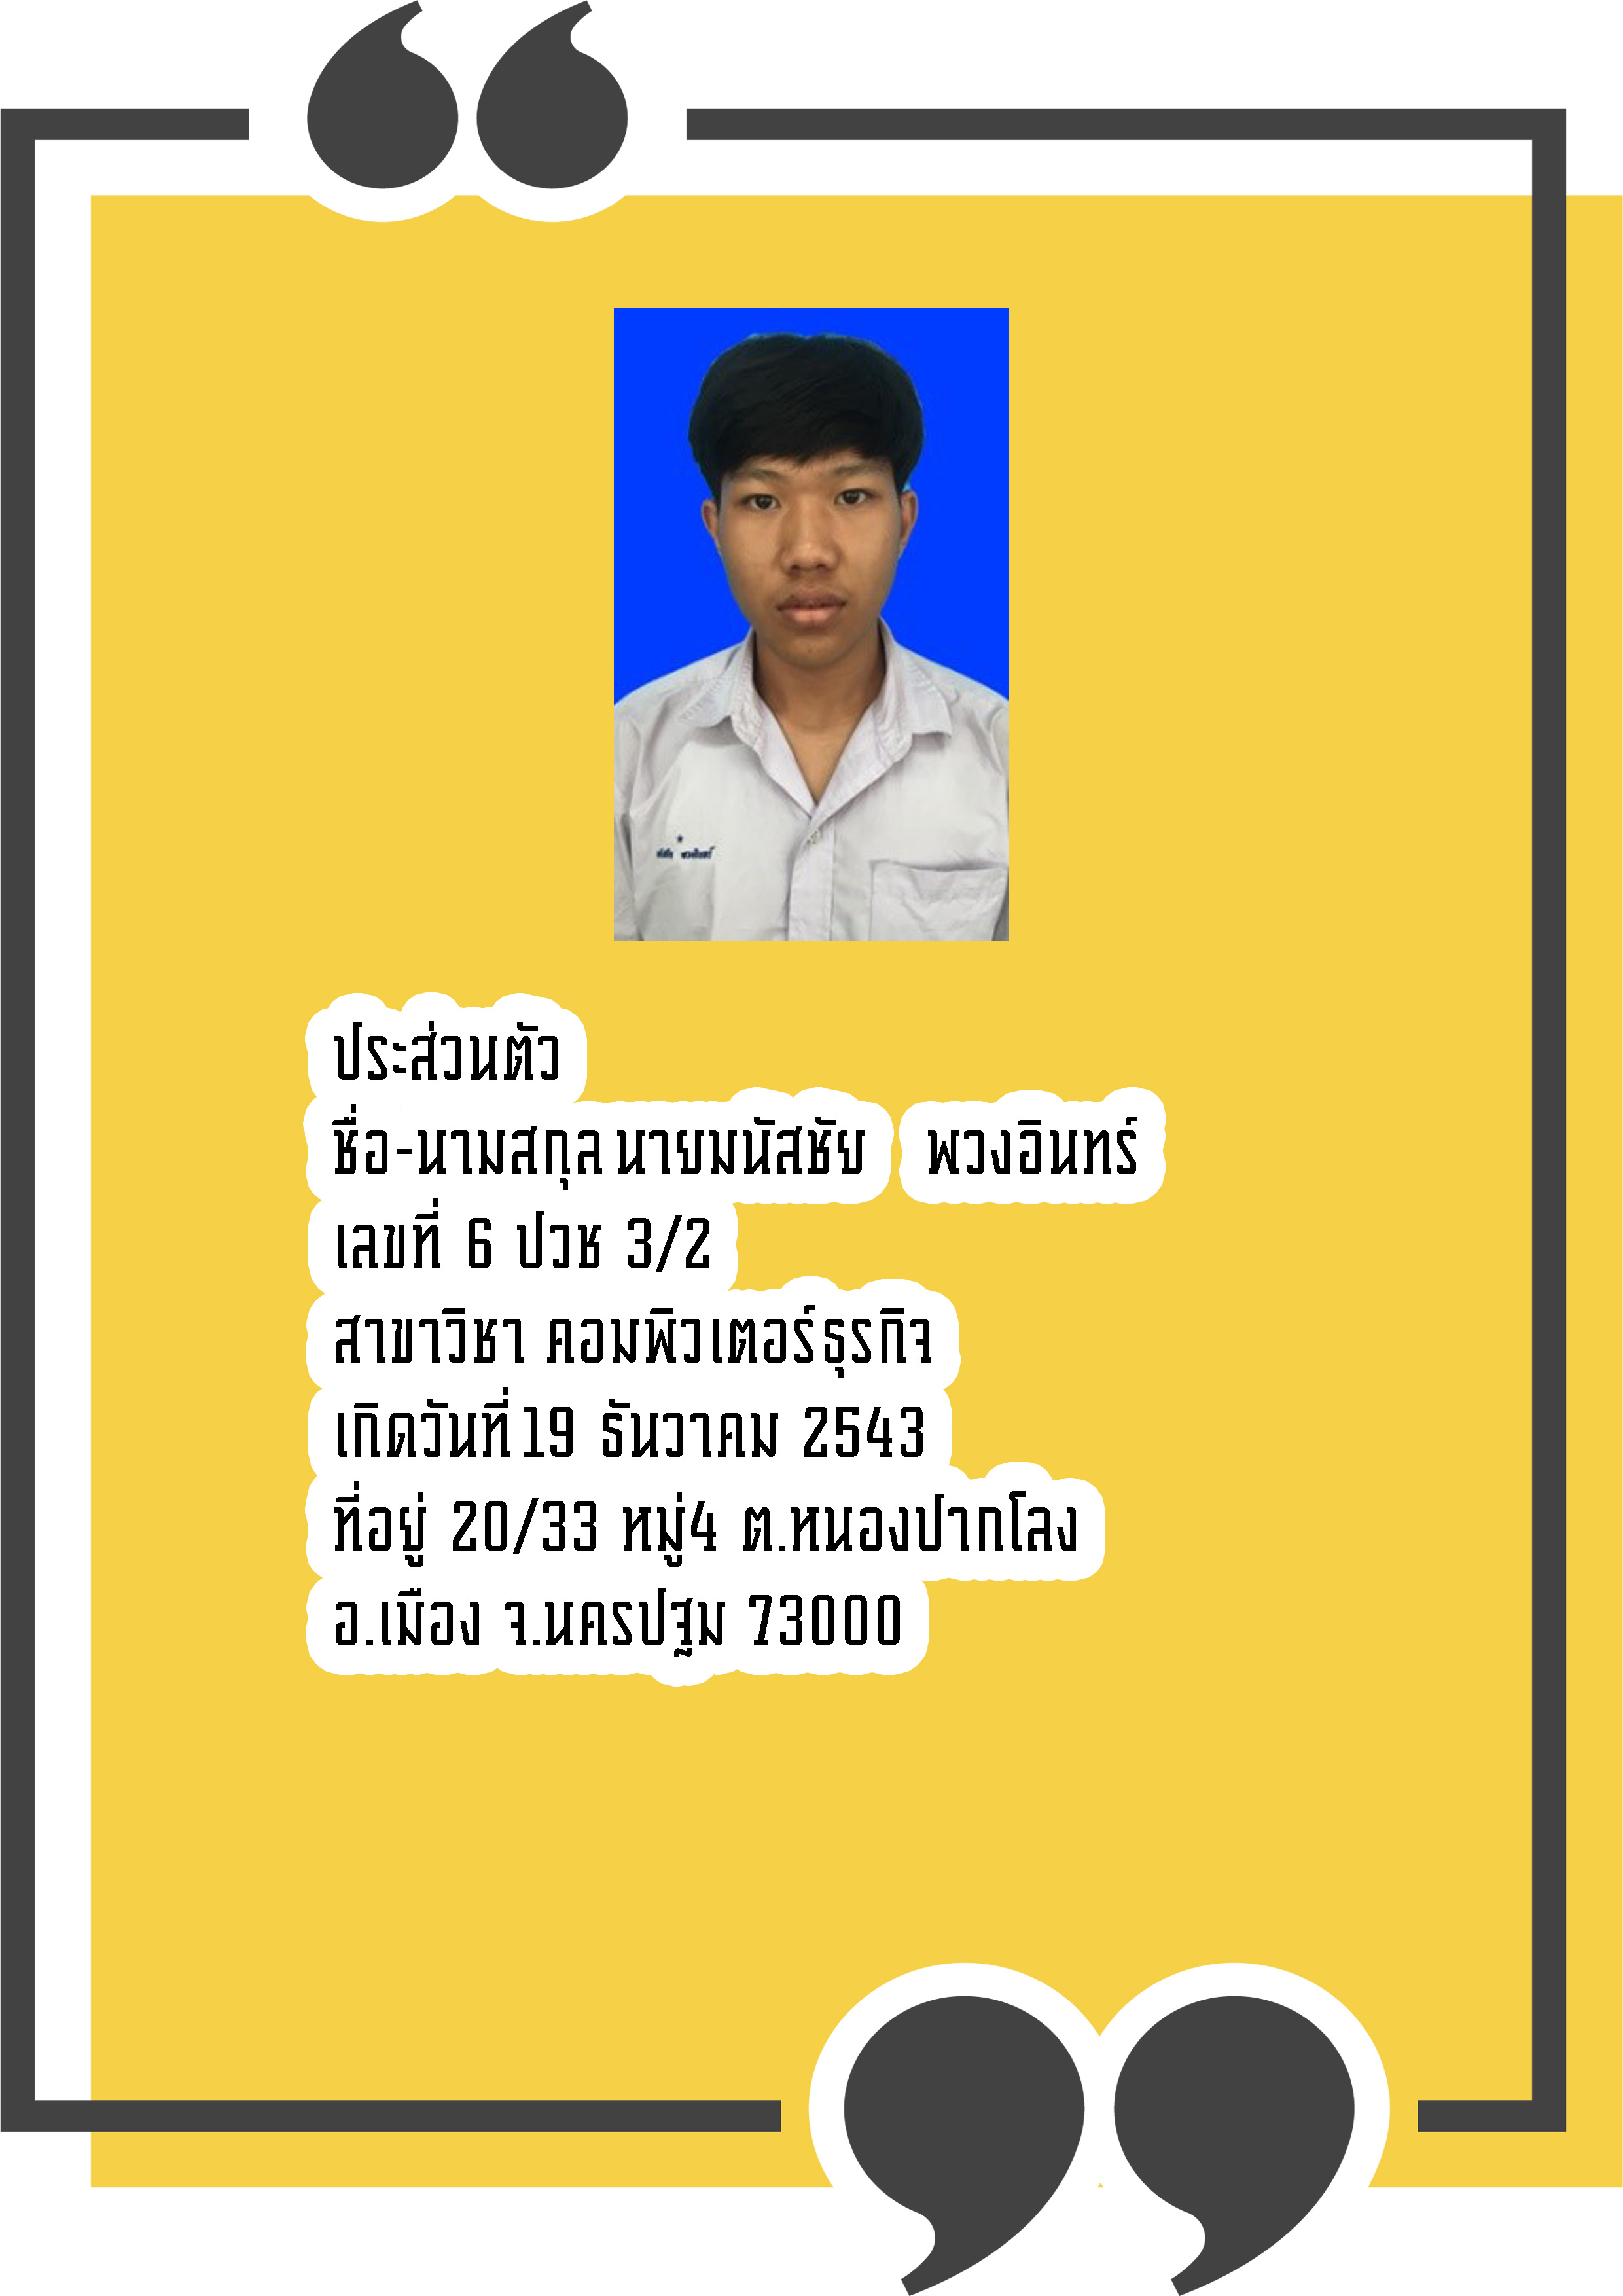 ประส่วนตัว
ชื่อ-นามสกุล นายมนัสชัย พวงอินทร์
เลขที่ 6 ปวช 3/2
สาขาวิชา คอมพิวเตอร์ธุรกิจ
เกิดวันที่ 19 ธันวาคม 2543
ที่อยู่ 20/33 หมู่4 ต.หนองปากโลง
อ.เมือง จ.นครปฐม 73000